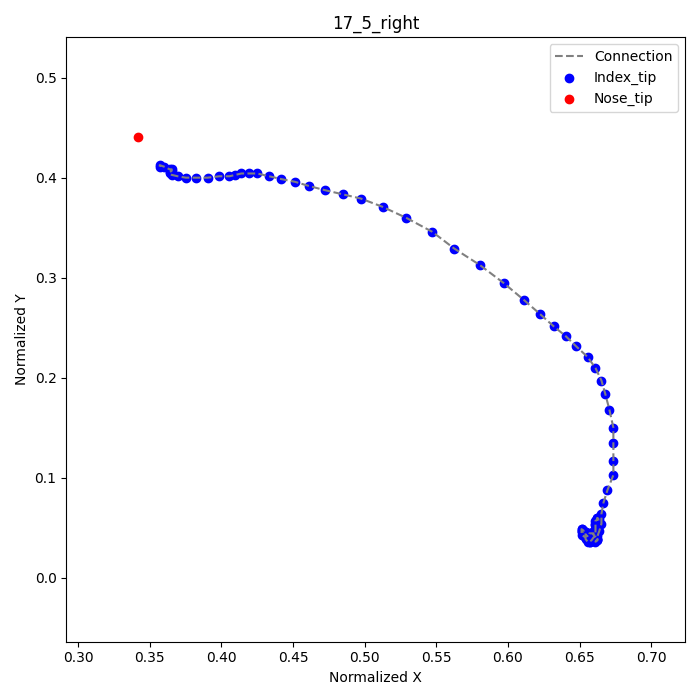 17_5_right
Connection
Index_tip
Nose_tip
Normalized Y
0.5
0.4
0.3
0.2
0.1
0.0
0.30 0.35 0.40 0.45 0.50 0.55 0.60 0.65 0.70
Normalized X